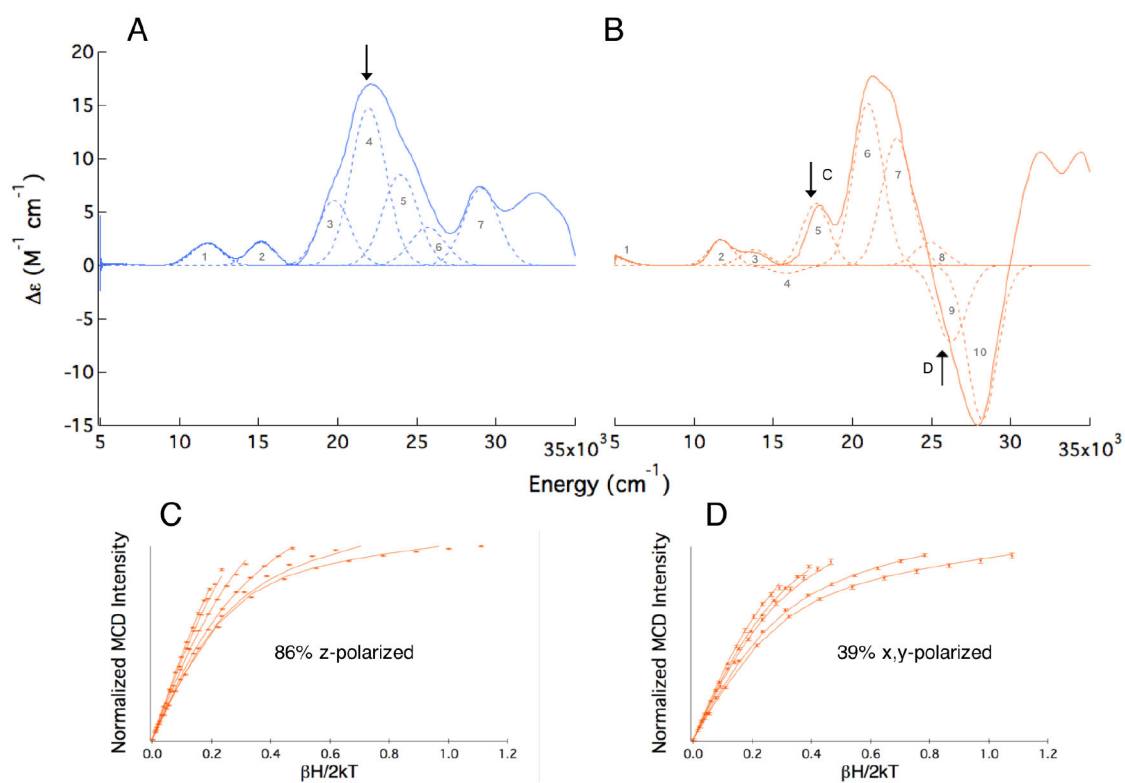 A
B
20
15
10
5
0
-5
-10
-15
Δε (M⁻¹ cm⁻¹)
1
2
3
4
5
6
7
C
1
2
3
4
5
6
7
8
9
10
D
5 10 15 20 25 30 35x10³
5 10 15 20 25 30 35x10³
Energy (cm⁻¹)
C
D
Normalized MCD Intensity
86% z-polarized
0.0 0.2 0.4 0.6 0.8 1.0 1.2
βH/2kT
Normalized MCD Intensity
39% x,y-polarized
0.0 0.2 0.4 0.6 0.8 1.0 1.2
βH/2kT